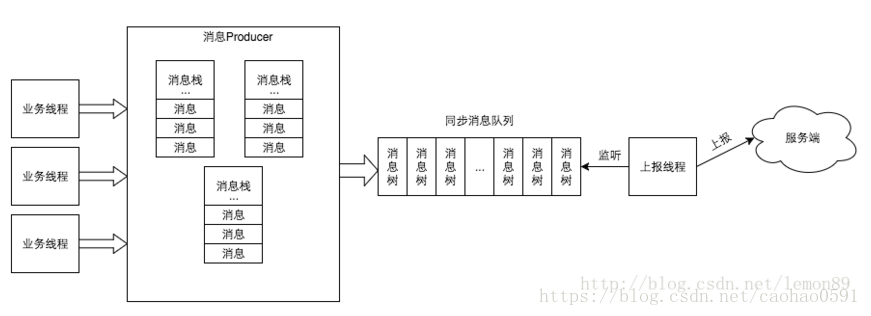 消息Producer
业务线程
业务线程
业务线程
消息栈
...
消息
消息
消息
消息栈
...
消息
消息
消息
消息栈
...
消息
消息
消息
同步消息队列
消息树
消息树
消息树
...
消息树
消息树
消息树
监听
上报线程
上报
服务端
http://blog.csdn.net/lemon89
https://blog.csdn.net/caohao0591